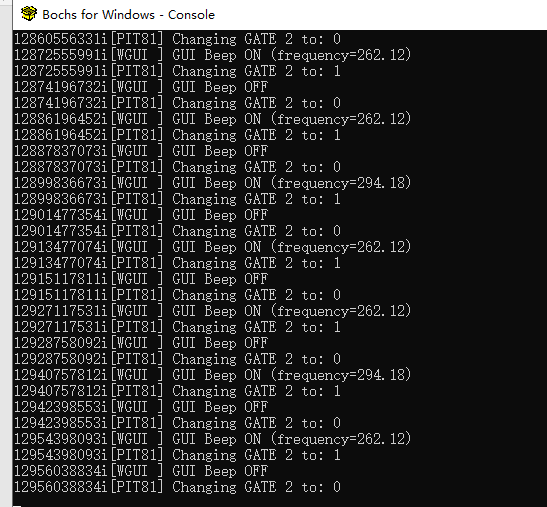 Bochs for Windows - Console
12860556331i[PIT81] Changing GATE 2 to: 0
12872555991i[WGUI ] GUI Beep ON (frequency=262.12)
12872555991i[PIT81] Changing GATE 2 to: 1
12874196732i[WGUI ] GUI Beep OFF
12874196732i[PIT81] Changing GATE 2 to: 0
12886196452i[WGUI ] GUI Beep ON (frequency=262.12)
12886196452i[PIT81] Changing GATE 2 to: 1
12887837073i[WGUI ] GUI Beep OFF
12887837073i[PIT81] Changing GATE 2 to: 0
12899836673i[WGUI ] GUI Beep ON (frequency=294.18)
12899836673i[PIT81] Changing GATE 2 to: 1
12901477354i[WGUI ] GUI Beep OFF
12901477354i[PIT81] Changing GATE 2 to: 0
12913477074i[WGUI ] GUI Beep ON (frequency=262.12)
12913477074i[PIT81] Changing GATE 2 to: 1
12915117811i[WGUI ] GUI Beep OFF
12915117811i[PIT81] Changing GATE 2 to: 0
12927117531i[WGUI ] GUI Beep ON (frequency=262.12)
12927117531i[PIT81] Changing GATE 2 to: 1
12928758092i[WGUI ] GUI Beep OFF
12928758092i[PIT81] Changing GATE 2 to: 0
12940757812i[WGUI ] GUI Beep ON (frequency=294.18)
12940757812i[PIT81] Changing GATE 2 to: 1
12942398553i[WGUI ] GUI Beep OFF
12942398553i[PIT81] Changing GATE 2 to: 0
12954398093i[WGUI ] GUI Beep ON (frequency=262.12)
12954398093i[PIT81] Changing GATE 2 to: 1
12956038834i[WGUI ] GUI Beep OFF
12956038834i[PIT81] Changing GATE 2 to: 0